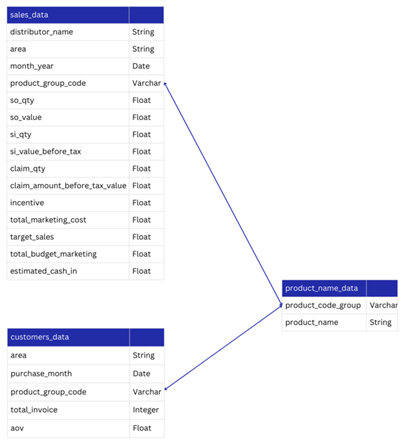 sales_data
distributor_name String
area String
month_year Date
product_group_code Varchar
so_qty Float
so_value Float
si_qty Float
si_value_before_tax Float
claim_qty Float
claim_amount_before_tax_value Float
incentive Float
total_marketing_cost Float
target_sales Float
total_budget_marketing Float
estimated_cash_in Float
product_name_data
product_code_group Varchar
product_name String
customers_data
area String
purchase_month Date
product_group_code Varchar
total_invoice Integer
aov Float